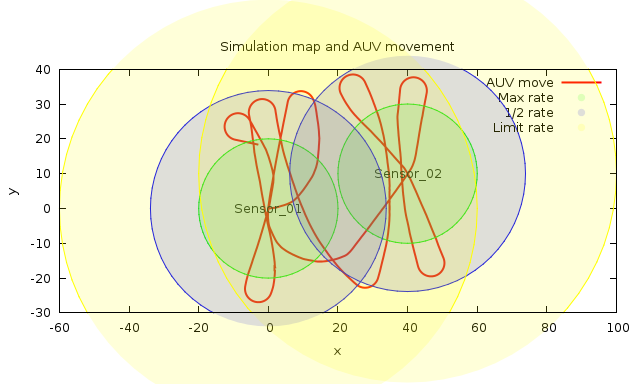 Simulation map and AUV movement
40
30
20
10
0
-10
-20
-30
y
AUV move
Max rate
1/2 rate
Limit rate
Sensor_02
Sensor_01
-60 -40 -20 0 20 40 60 80 100
x